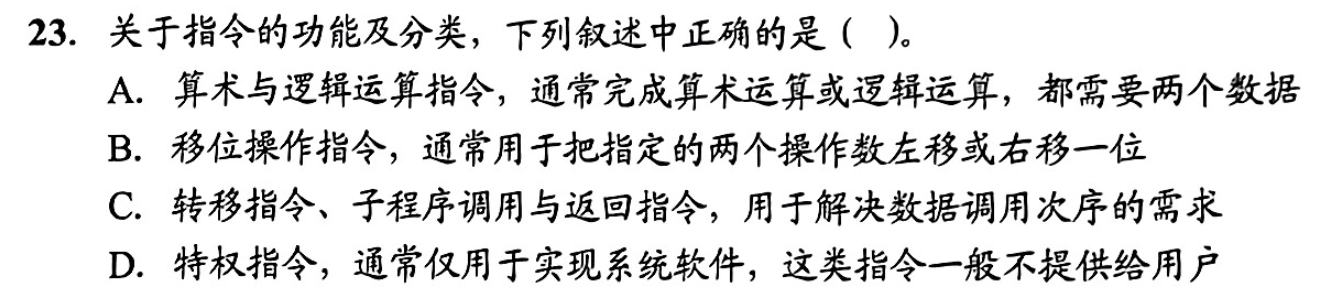 23. 关于指令的功能及分类，下列叙述中正确的是（ ）。
A. 算术与逻辑运算指令，通常完成算术运算或逻辑运算，都需要两个数据
B. 移位操作指令，通常用于把指定的两个操作数左移或右移一位
C. 转移指令、子程序调用与返回指令，用于解决数据调用次序的需求
D. 特权指令，通常仅用于实现系统软件，这类指令一般不提供给用户